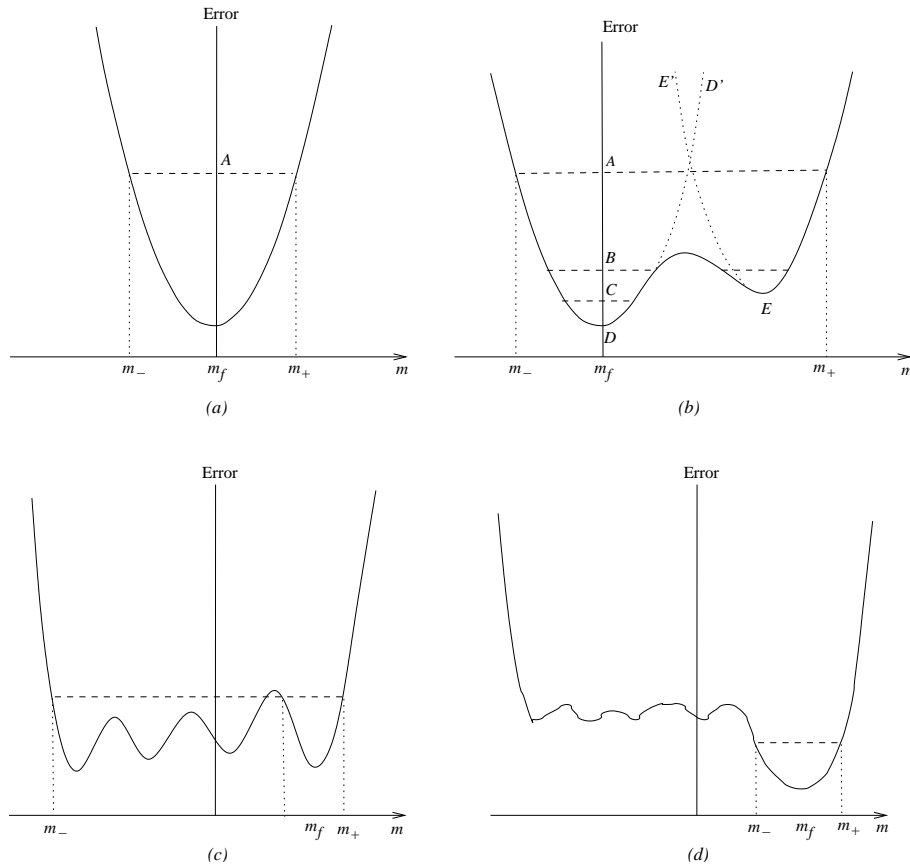 Error
A
m_- m_f m_+ m
(a)
Error
E' D'
A
B
C
D E
m_- m_f m_+ m
(b)
Error
m_- m_f m_+ m
(c)
Error
m_- m_f m_+ m
(d)